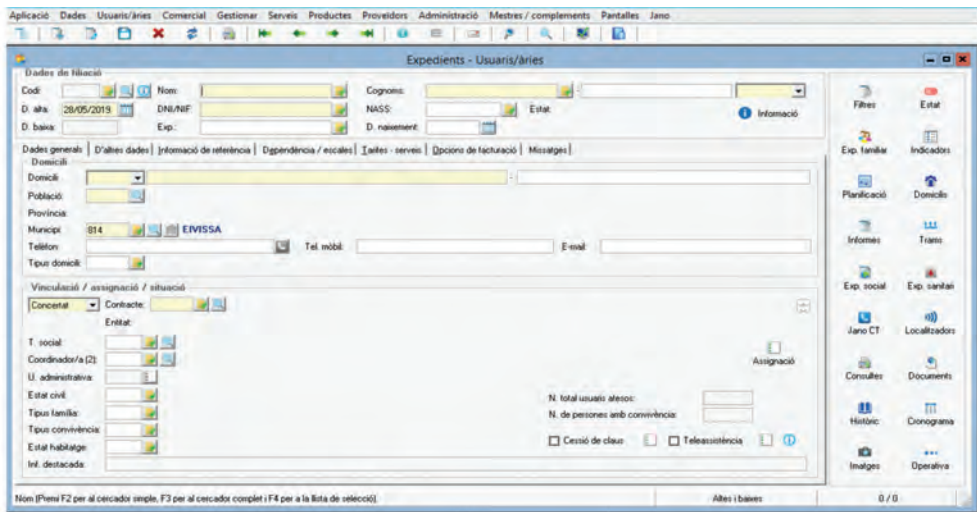 Aplicació Dades Usuaris/àries Comercial Gestionar Serveis Productes Proveïdors Administració Mestres / complements Pantalles Jano
Expedients - Usuaris/àries
Dades de filiació
Codi: Nom: Cognoms: -
D. alta: 28/05/2019 DNI/NIF: NASS: Estat: Informació
D. baixa: Exp.: D. naixement:
Dades generals D'altres dades Informació de referència Dependència / escales Tarifes - serveis Opcions de facturació Missatges
Domicili
Domicili: -
Població:
Província:
Municipi: 814 EIVISSA
Telèfon: Tel. mòbil: E-mail:
Tipus domicili:
Vinculació / assignació / situació
Concertat Contracte:
Entitat:
T. social:
Coordinador/a (2):
Assignació
U. administrativa:
Estat civil: N. total usuaris atesos:
Tipus família: N. de persones amb convivència:
Tipus convivència:
Cessió de claus Teleassistència
Estat habitatge:
Inf. destacada:
Filtres Estat
Exp. familiar Indicadors
Planificació Domicilis
Informes Trams
Exp. social Exp. sanitari
Jano CT Localitzadors
Consultes Documents
Històric Cronograma
Imatges Operativa
Nom (Premi F2 per al cercador simple, F3 per al cercador complet i F4 per a la llista de selecció). Altes i baixes 0 / 0